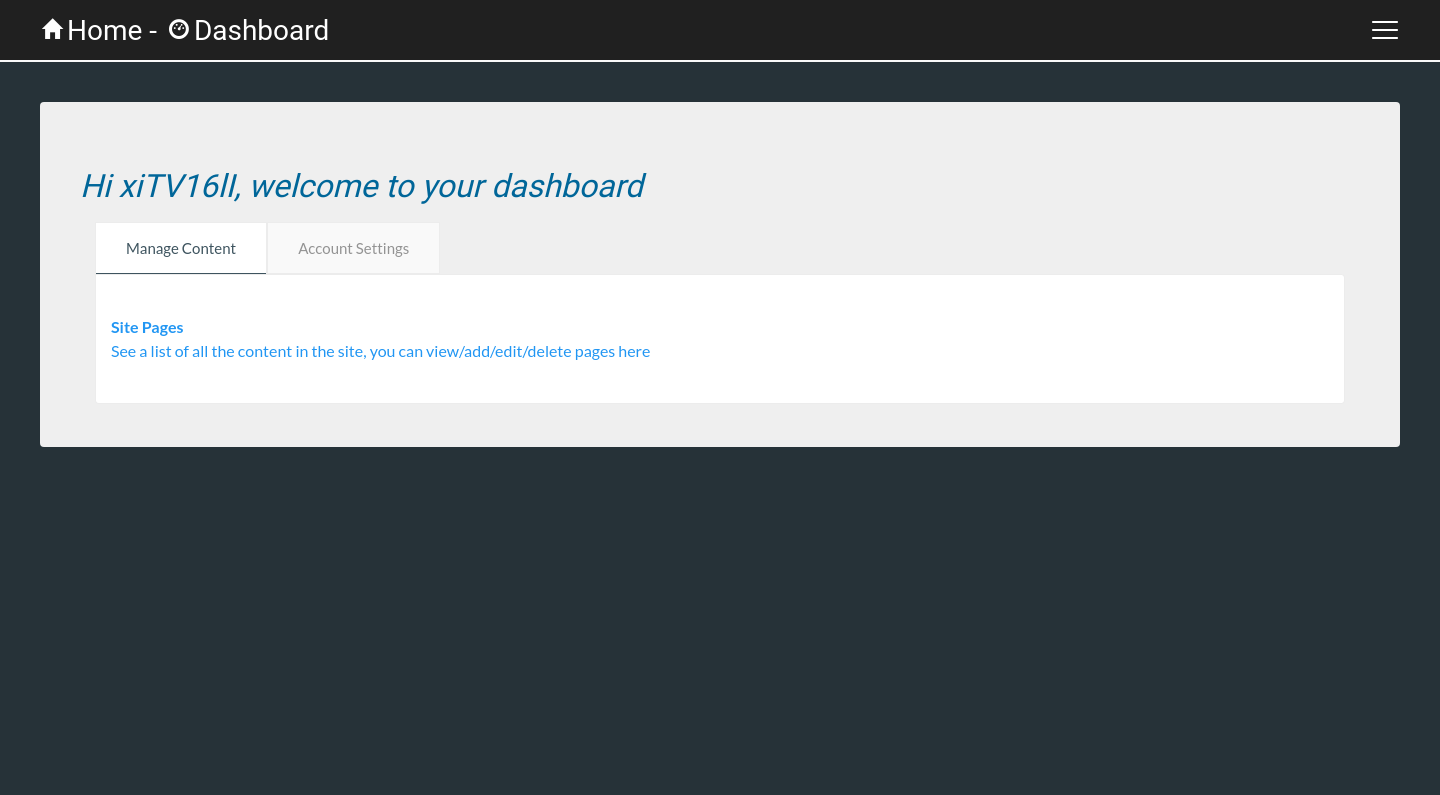 Home - Dashboard
Hi xiTV16lI, welcome to your dashboard
Manage Content
Account Settings
Site Pages
See a list of all the content in the site, you can view/add/edit/delete pages here